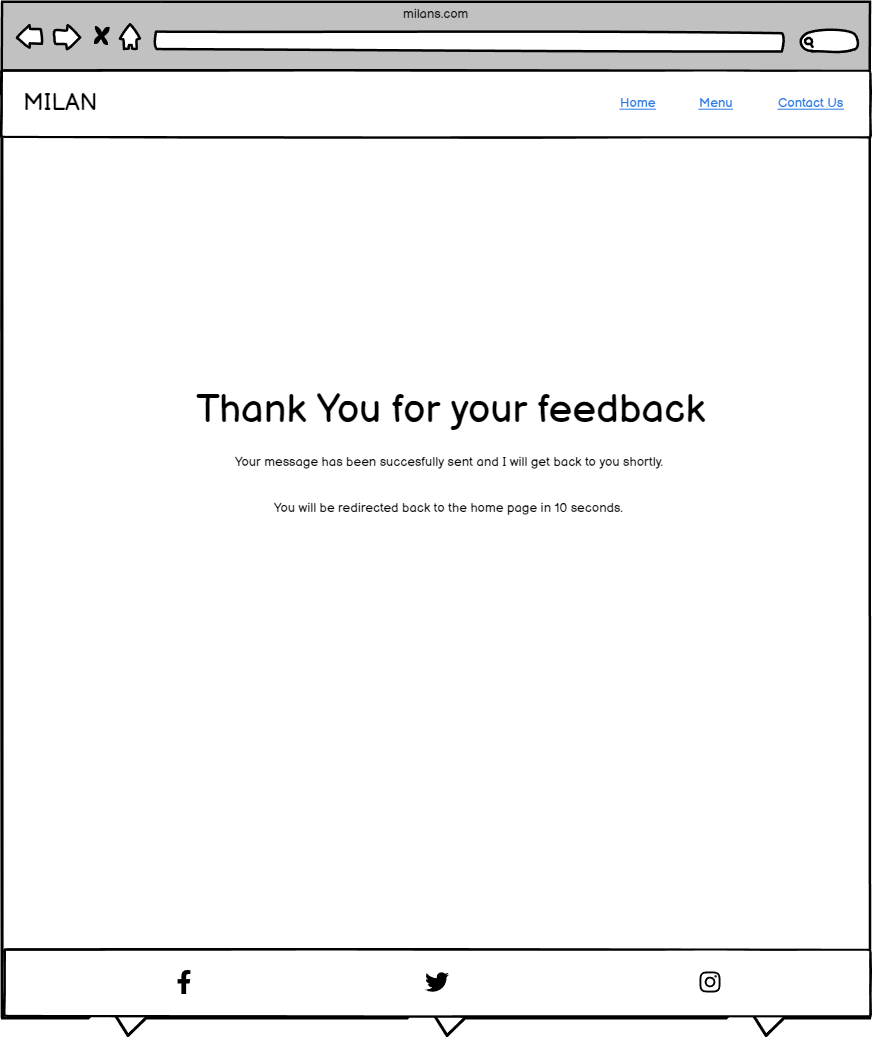 milans.com
MILAN
Home Menu Contact Us
Thank You for your feedback
Your message has been succesfully sent and I will get back to you shortly.
You will be redirected back to the home page in 10 seconds.